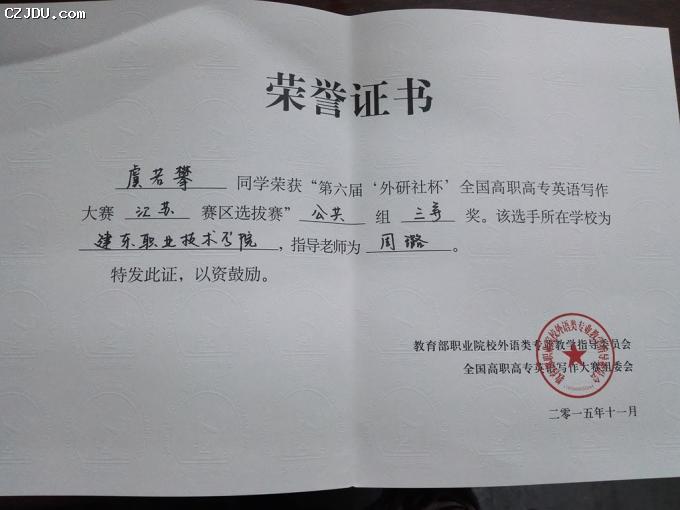 CZJDU.COM
荣誉证书
虞若攀 同学荣获“第六届‘外研社杯’全国高职高专英语写作
大赛 江苏 赛区选拔赛” 公共 组 三等 奖。该选手所在学校为
建东职业技术学院，指导老师为 周璐。
特发此证，以资鼓励。
教育部职业院校外语类专业教学指导委员会
全国高职高专英语写作大赛组委会
二〇一五年十一月